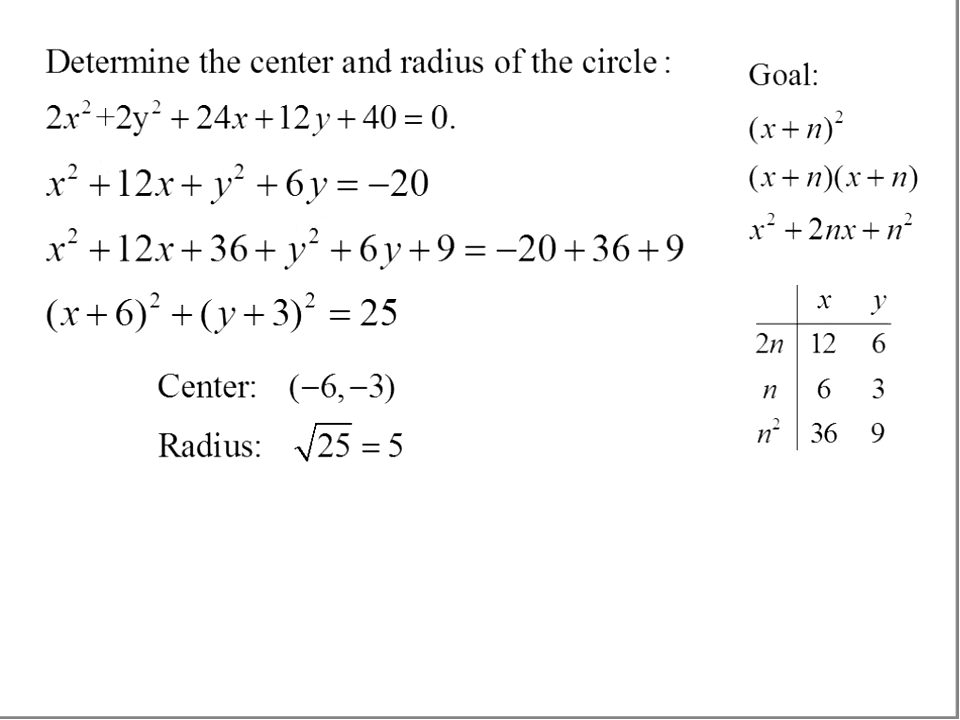 Determine the center and radius of the circle :
2x²+2y² + 24x + 12y + 40 = 0.
x² + 12x + y² + 6y = −20
x² + 12x + 36 + y² + 6y + 9 = −20 + 36 + 9
(x + 6)² + (y + 3)² = 25
Center: (−6, −3)
Radius: √25 = 5
Goal:
(x + n)²
(x + n)(x + n)
x² + 2nx + n²
x y
2n 12 6
n 6 3
n² 36 9